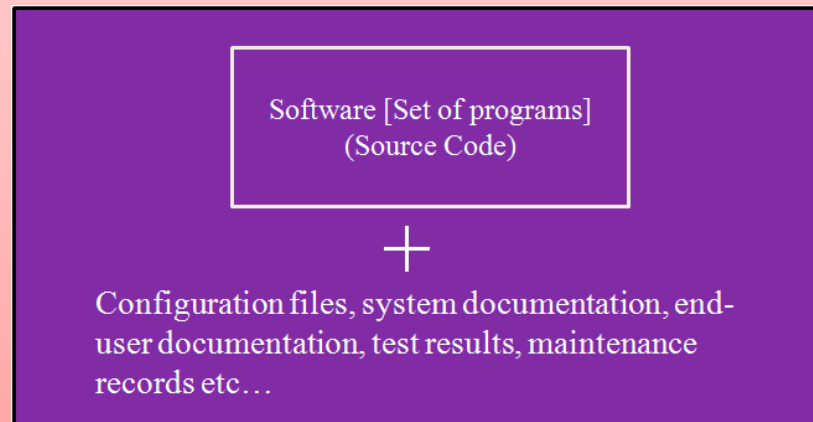 Software [Set of programs]
(Source Code)
+
Configuration files, system documentation, end-
user documentation, test results, maintenance
records etc…